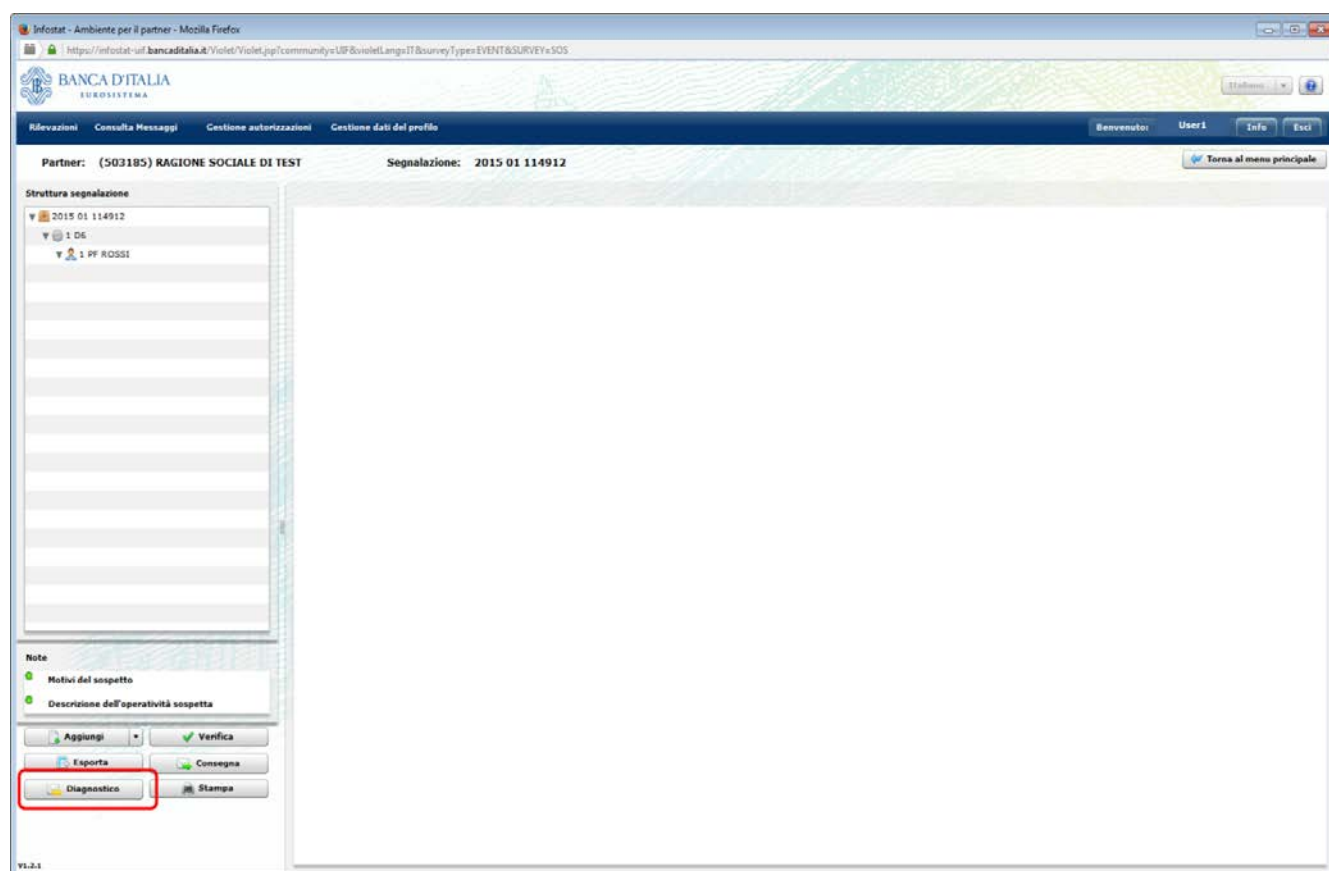 Infostat - Ambiente per il partner - Mozilla Firefox
https://infostat-uif.bancaditalia.it/Violet/Violet.jsp?community=UIF&violetLang=IT&surveyType=EVENT&SURVEY=SOS
BANCA D'ITALIA
EUROSISTEMA
Italiano
Rilevazioni Consulta Messaggi Gestione autorizzazioni Gestione dati del profilo Benvenuto: User1 Info Esci
Partner: (503185) RAGIONE SOCIALE DI TEST Segnalazione: 2015 01 114912 Torna al menu principale
Struttura segnalazione
2015 01 114912
1 D6
1 PF ROSSI
Note
Motivi del sospetto
Descrizione dell'operatività sospetta
Aggiungi Verifica
Esporta Consegna
Diagnostico Stampa
V1.2.1